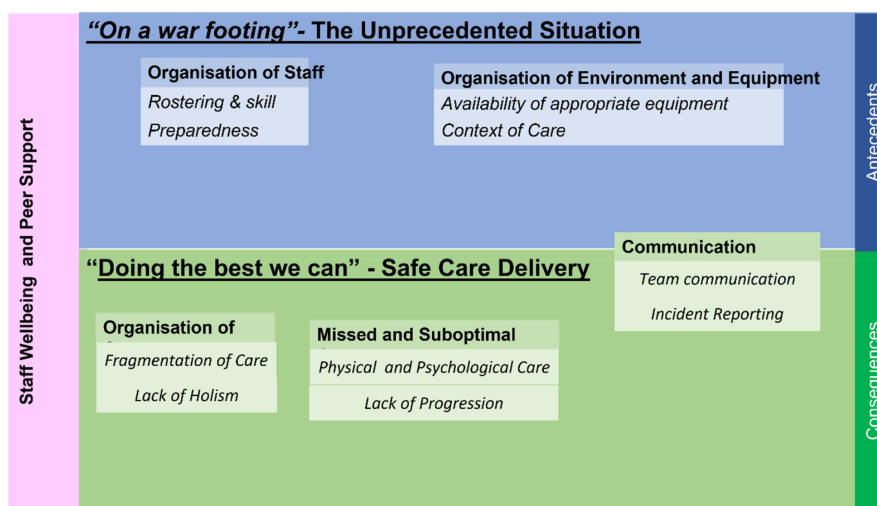 “On a war footing”- The Unprecedented Situation
Organisation of Staff
Rostering & skill
Preparedness
Organisation of Environment and Equipment
Availability of appropriate equipment
Context of Care
Antecedents
Staff Wellbeing and Peer Support
“Doing the best we can” - Safe Care Delivery
Communication
Team communication
Incident Reporting
Organisation of
Fragmentation of Care
Lack of Holism
Missed and Suboptimal
Physical and Psychological Care
Lack of Progression
Consequences